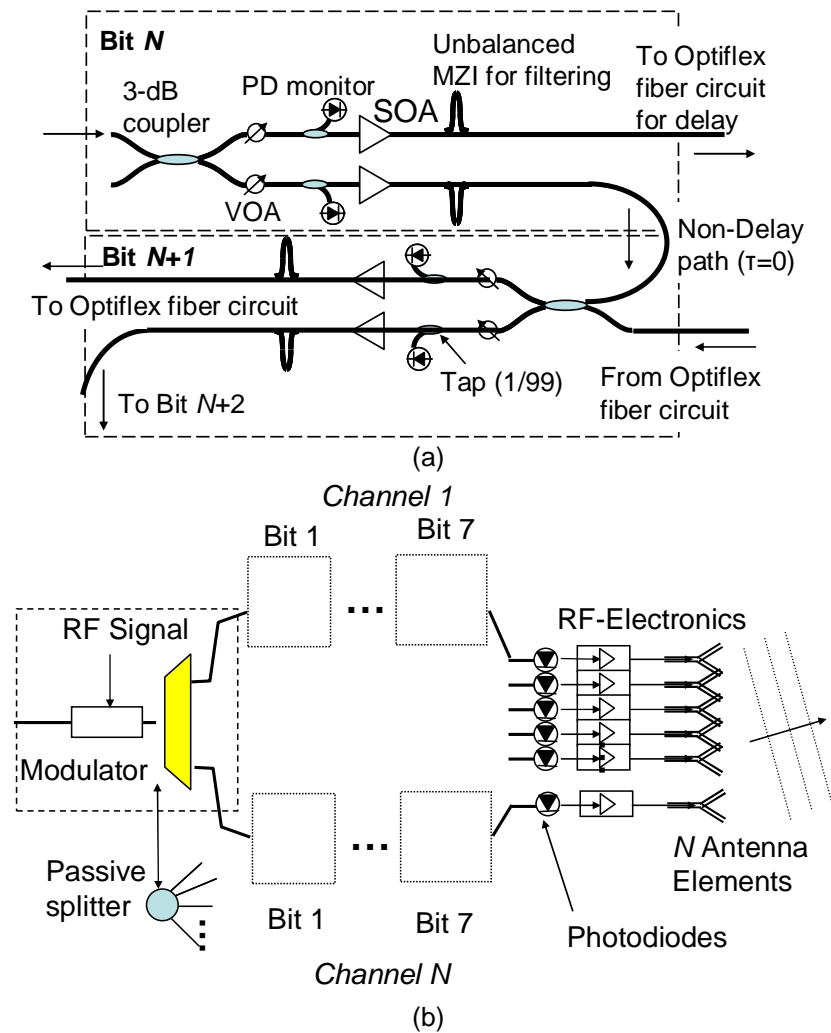 Bit N
3-dB
coupler
PD monitor
SOA
Unbalanced
MZI for filtering
To Optiflex
fiber circuit
for delay
VOA
Non-Delay
path (τ=0)
Bit N+1
To Optiflex fiber circuit
Tap (1/99)
From Optiflex
fiber circuit
To Bit N+2
(a)
Channel 1
Bit 1
Bit 7
...
RF Signal
RF-Electronics
Modulator
...
Passive
splitter
Bit 1
Bit 7
N Antenna
Elements
Photodiodes
Channel N
(b)